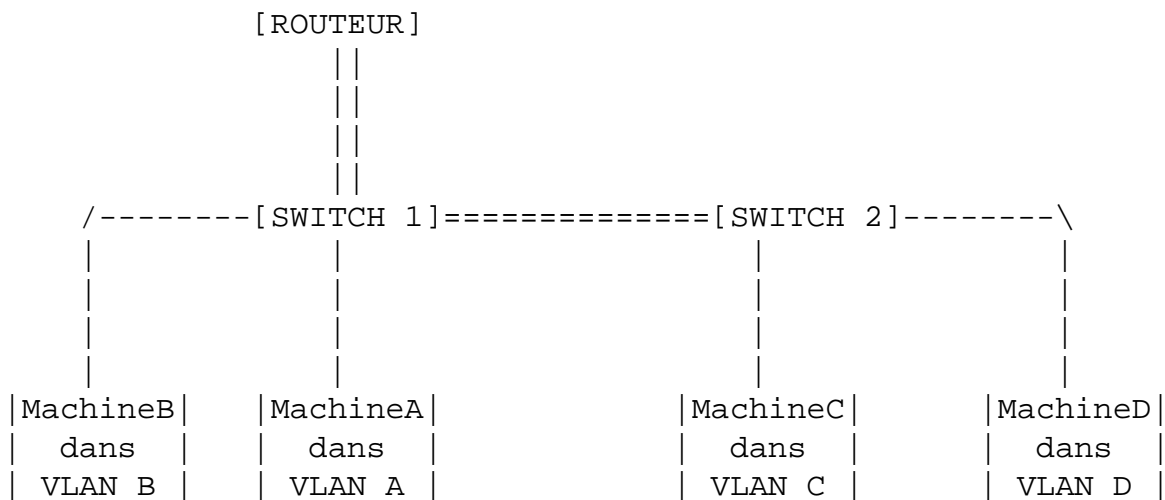 [ROUTEUR]
||
||
||
||
/--------[SWITCH 1]==============[SWITCH 2]--------\
| | | |
| | | |
| | | |
| | | |
|MachineB| |MachineA| |MachineC| |MachineD|
| dans | | dans | | dans | | dans |
| VLAN B | | VLAN A | | VLAN C | | VLAN D |